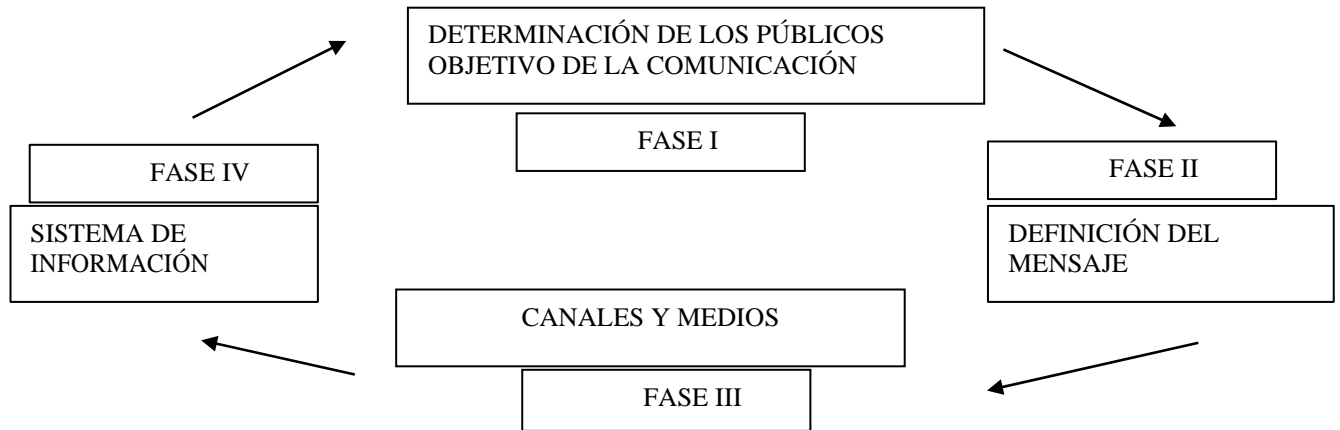 DETERMINACIÓN DE LOS PÚBLICOS
OBJETIVO DE LA COMUNICACIÓN
FASE I
FASE II
DEFINICIÓN DEL
MENSAJE
CANALES Y MEDIOS
FASE III
FASE IV
SISTEMA DE
INFORMACIÓN